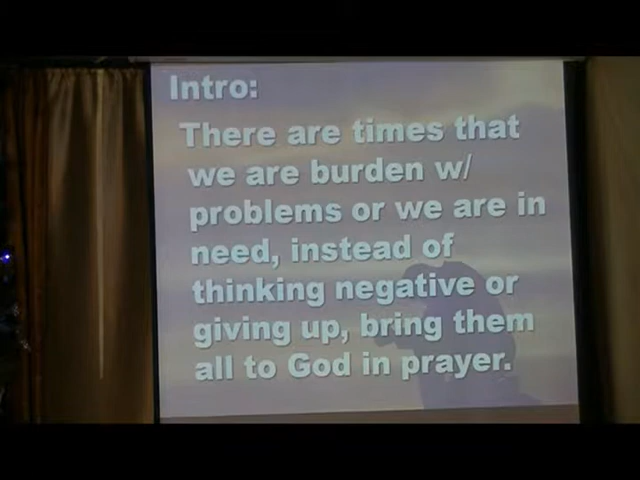 Intro:
There are times that
we are burden w/
problems or we are in
need, instead of
thinking negative or
giving up, bring them
all to God in prayer.